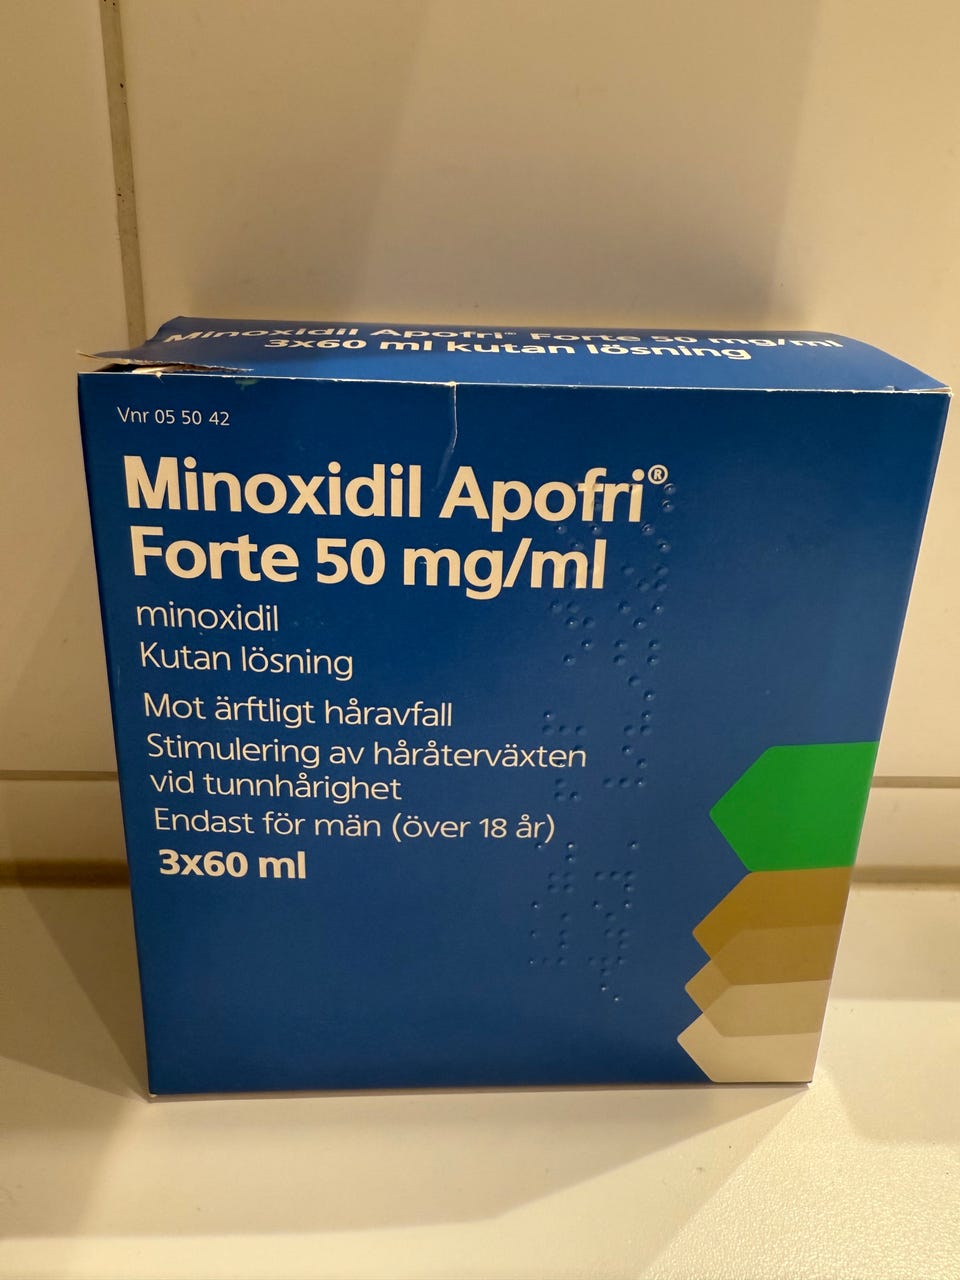 Minoxidil Apofri® Forte 50 mg/ml
3x60 ml kutan lösning
Vnr 05 50 42
Minoxidil Apofri®
Forte 50 mg/ml
minoxidil
Kutan lösning
Mot ärftligt håravfall
Stimulering av håråterväxten
vid tunnhårighet
Endast för män (över 18 år)
3x60 ml